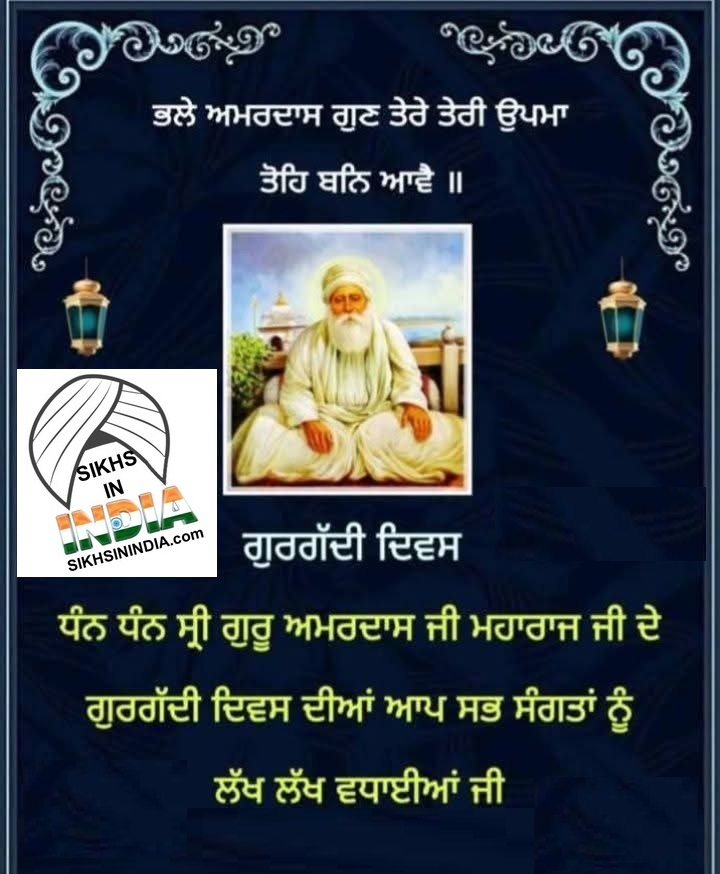 ਭਲੇ ਅਮਰਦਾਸ ਗੁਣ ਤੇਰੇ ਤੇਰੀ ਉਪਮਾ
ਤੋਹਿ ਬਨਿ ਆਵੈ ॥
SIKHS
IN
INDIA
SIKHSININDIA.com
ਗੁਰਗੱਦੀ ਦਿਵਸ
ਧੰਨ ਧੰਨ ਸ੍ਰੀ ਗੁਰੂ ਅਮਰਦਾਸ ਜੀ ਮਹਾਰਾਜ ਜੀ ਦੇ
ਗੁਰਗੱਦੀ ਦਿਵਸ ਦੀਆਂ ਆਪ ਸਭ ਸੰਗਤਾਂ ਨੂੰ
ਲੱਖ ਲੱਖ ਵਧਾਈਆਂ ਜੀ